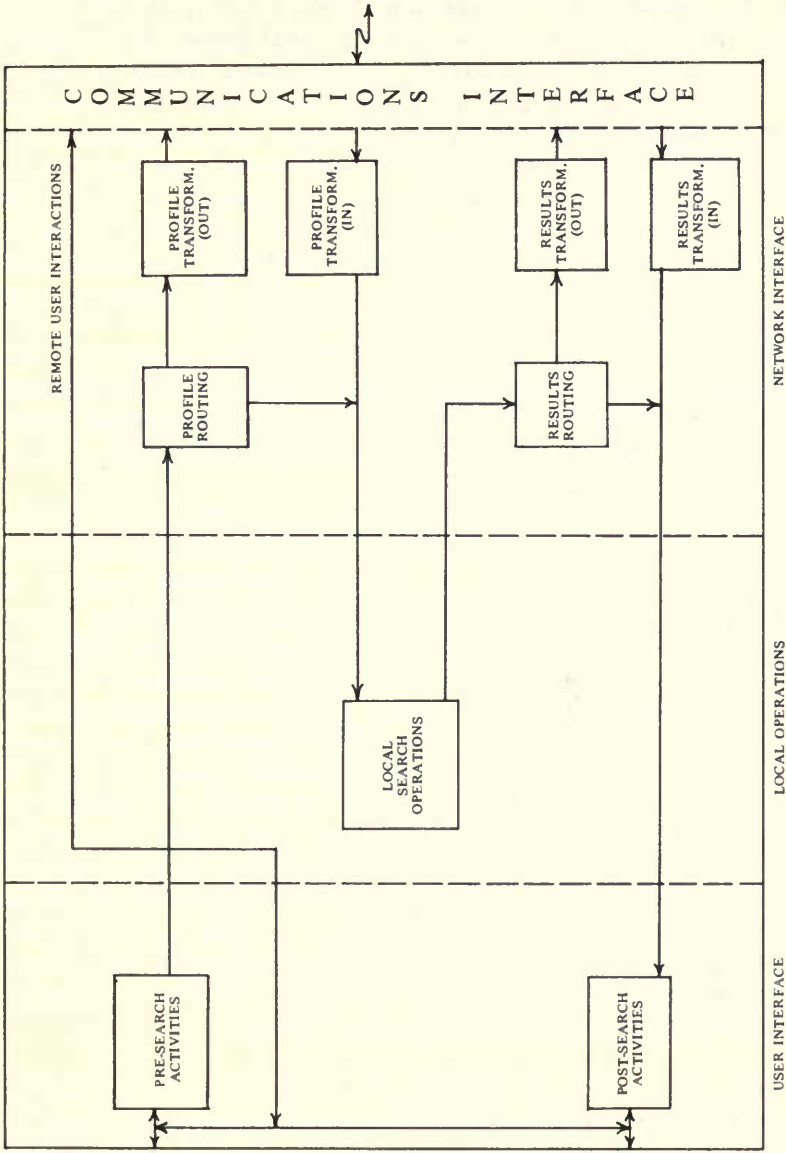 COMMUNICATIONS INTERFACE
REMOTE USER INTERACTIONS
PROFILE
TRANSFORM.
(OUT)
PROFILE
TRANSFORM.
(IN)
RESULTS
TRANSFORM.
(OUT)
RESULTS
TRANSFORM.
(IN)
PROFILE
ROUTING
RESULTS
ROUTING
NETWORK INTERFACE
LOCAL
SEARCH
OPERATIONS
LOCAL OPERATIONS
PRE-SEARCH
ACTIVITIES
POST-SEARCH
ACTIVITIES
USER INTERFACE